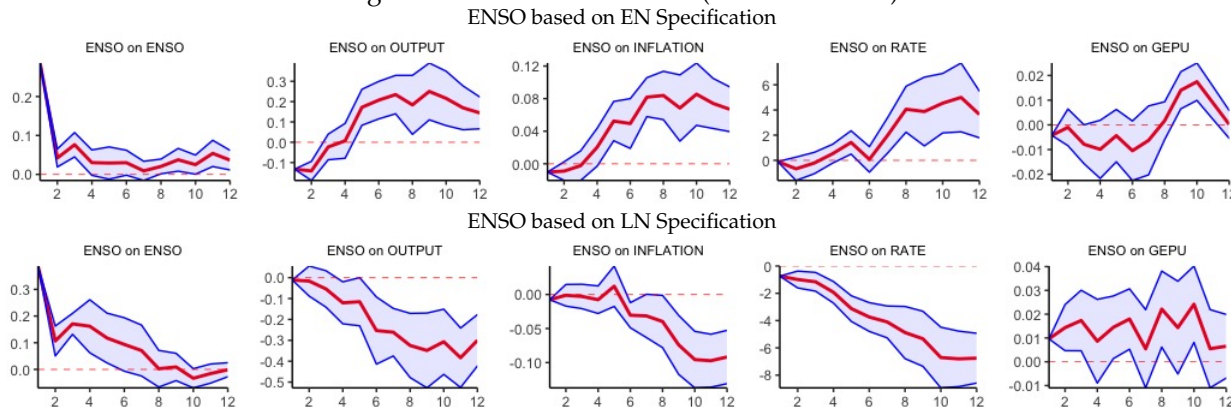 ENSO based on EN Specification
ENSO on ENSO ENSO on OUTPUT ENSO on INFLATION ENSO on RATE ENSO on GEPU
0.2 0.3 0.12 6 0.02
0.2 0.08 4 0.01
0.1 0.1 0.04 2 0.00
0.0 0.00 -0.01
0.0 -0.1 0.00 0 -0.02
2 4 6 8 10 12 2 4 6 8 10 12 2 4 6 8 10 12 2 4 6 8 10 12 2 4 6 8 10 12
ENSO based on LN Specification
ENSO on ENSO ENSO on OUTPUT ENSO on INFLATION ENSO on RATE ENSO on GEPU
0.3 0.0 0.00 0 0.04
0.2 -0.1 -2 0.03
0.1 -0.2 -0.05 -4 0.02
-0.3 0.01
0.0 -0.4 -0.10 -6 0.00
-0.5 -8 -0.01
2 4 6 8 10 12 2 4 6 8 10 12 2 4 6 8 10 12 2 4 6 8 10 12 2 4 6 8 10 12